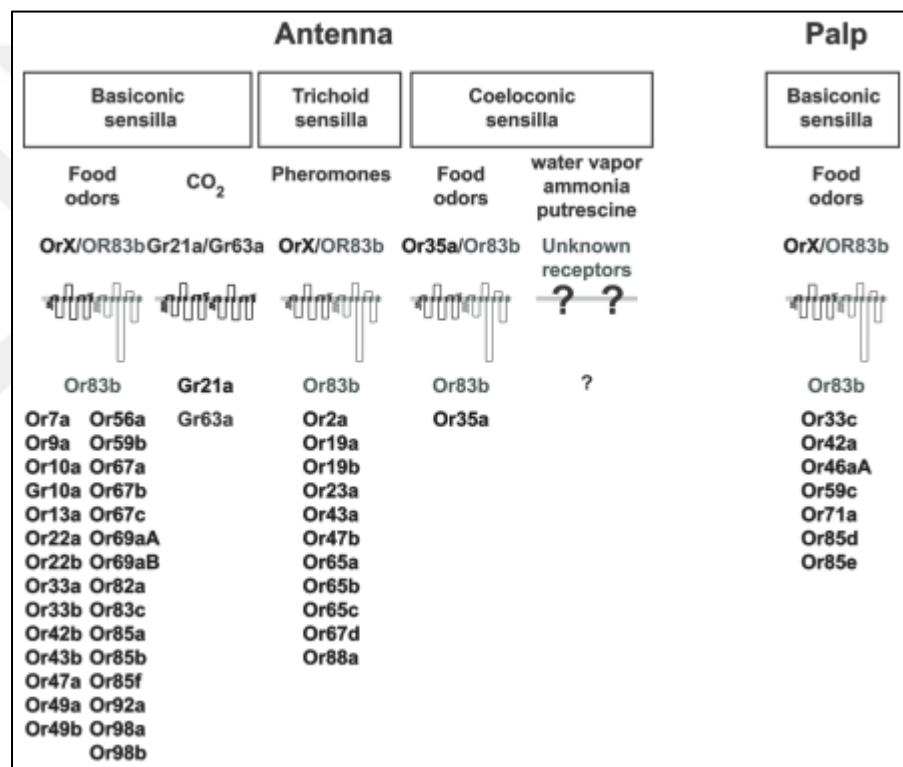 Antenna
Palp
Basiconic
sensilla
Trichoid
sensilla
Coeloconic
sensilla
Basiconic
sensilla
Food
odors
CO2
Pheromones
Food
odors
water vapor
ammonia
putrescine
Food
odors
OrX/OR83b
Gr21a/Gr63a
OrX/OR83b
Or35a/Or83b
Unknown
receptors
OrX/OR83b
? ?
Or83b
Gr21a
Or83b
Or83b
?
Or83b
Or7a Or56a
Or9a Or59b
Or10a Or67a
Gr10a Or67b
Or13a Or67c
Or22a Or69aA
Or22b Or69aB
Or33a Or82a
Or33b Or83c
Or42b Or85a
Or43b Or85b
Or47a Or85f
Or49a Or92a
Or49b Or98a
Or98b
Gr63a
Or2a
Or19a
Or19b
Or23a
Or43a
Or47b
Or65a
Or65b
Or65c
Or67d
Or88a
Or35a
Or33c
Or42a
Or46aA
Or59c
Or71a
Or85d
Or85e